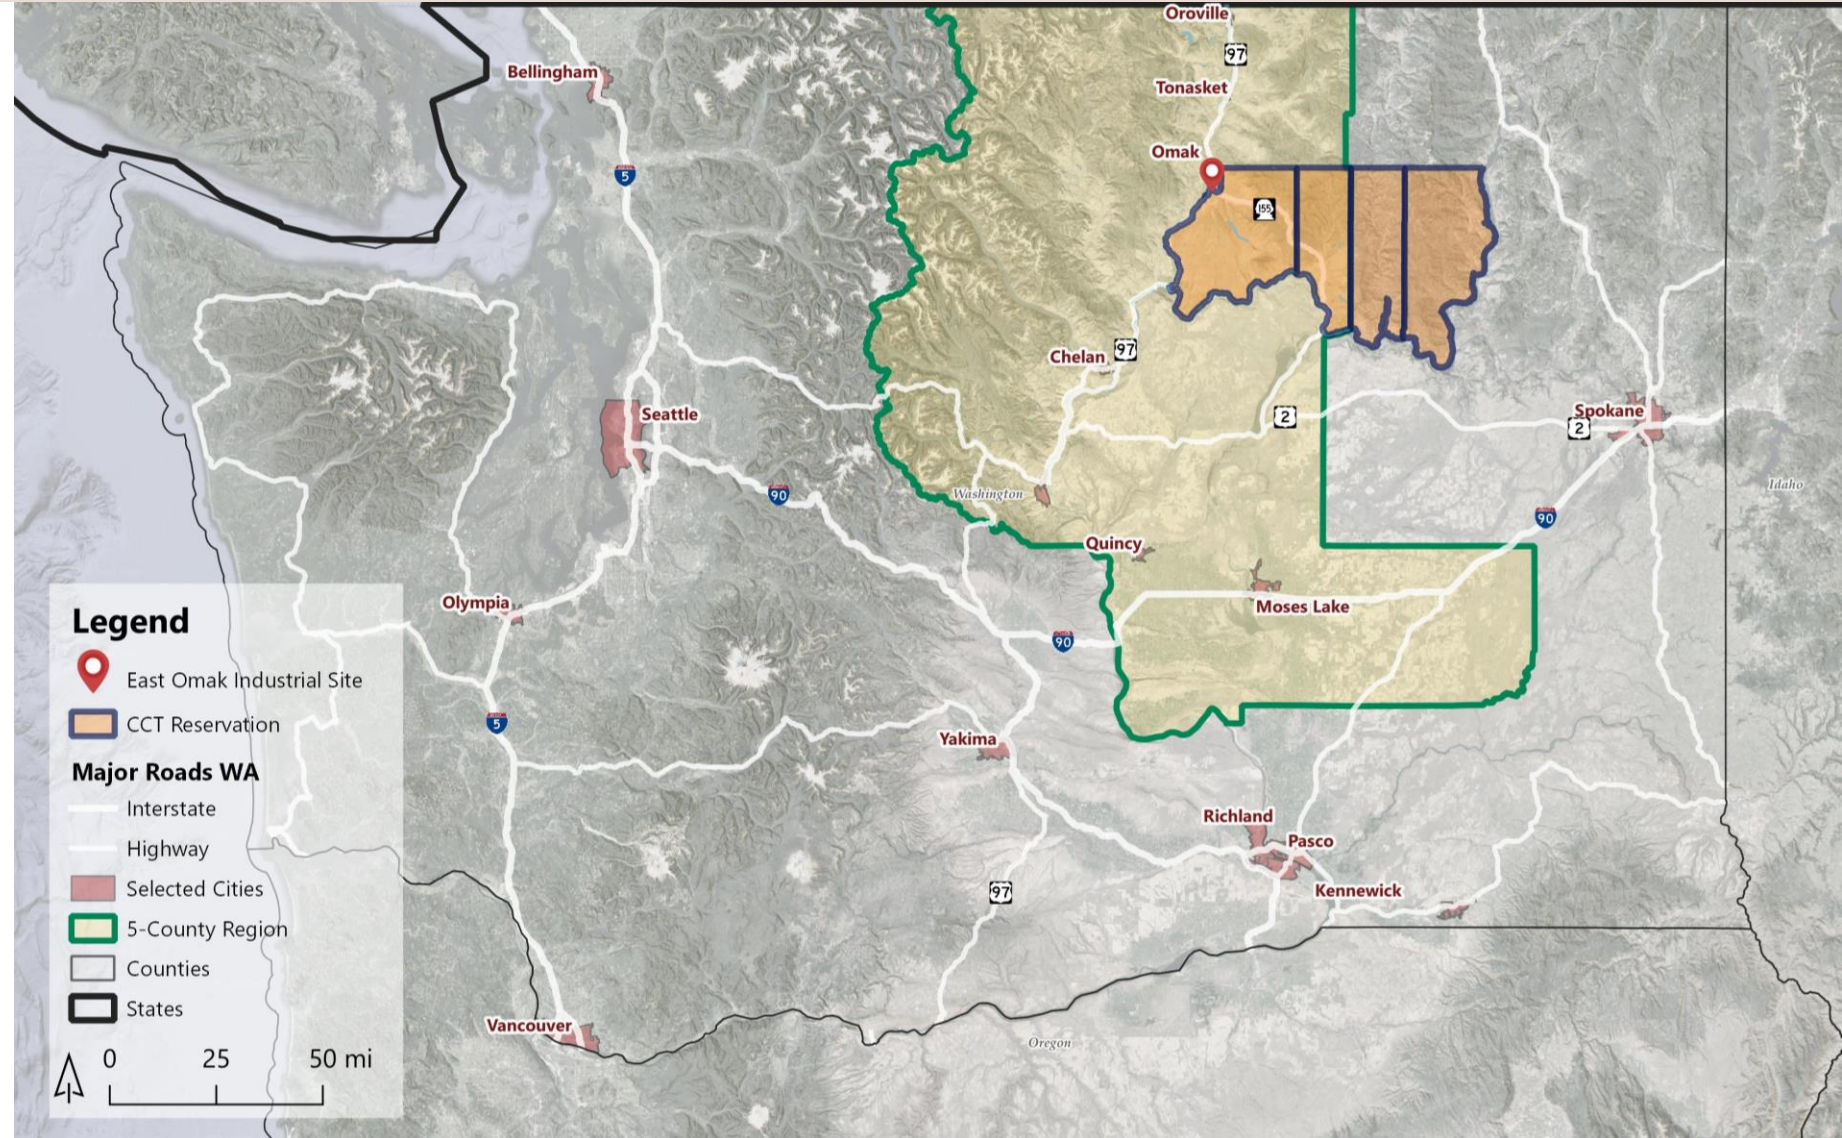 Oroville
97
Bellingham
Tonasket
Omak
5
155
97
Chelan
Seattle
2
Spokane
2
90
Washington
Idaho
90
Quincy
Olympia
Moses Lake
90
5
Yakima
Richland
Pasco
Kennewick
97
Vancouver
Oregon
Legend
East Omak Industrial Site
CCT Reservation
Major Roads WA
Interstate
Highway
Selected Cities
5-County Region
Counties
States
0 25 50 mi